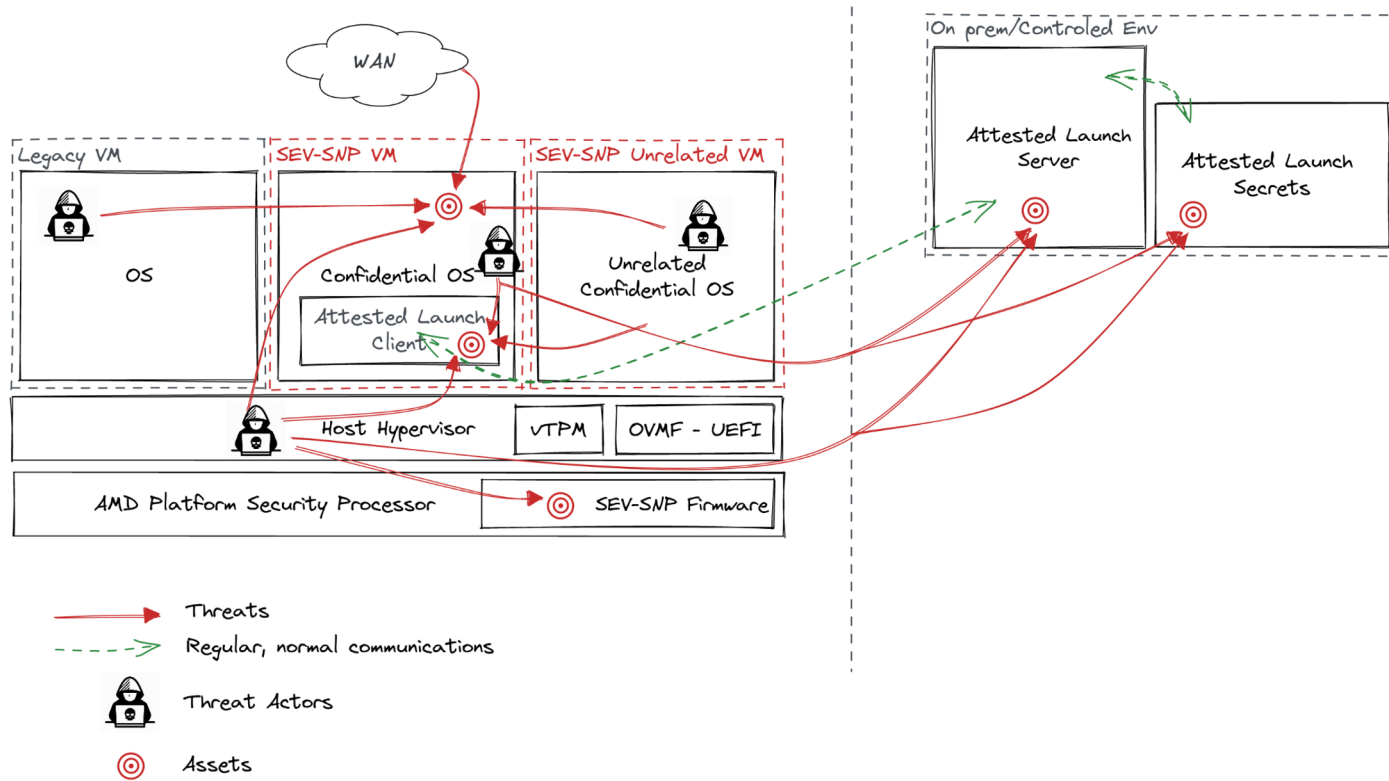 WAN
On prem/Controled Env
Legacy VM
SEV-SNP VM
SEV-SNP Unrelated VM
Attested Launch
Server
Attested Launch
Secrets
OS
Confidential OS
Unrelated
Confidential OS
Attested Launch
Client
Host Hypervisor
vTPM
OVMF - UEFI
AMD Platform Security Processor
SEV-SNP Firmware
Threats
Regular, normal communications
Threat Actors
Assets